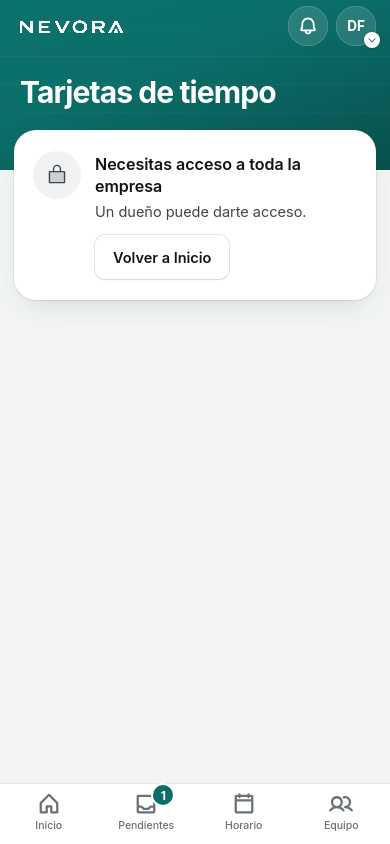 NEVORA
DF
Tarjetas de tiempo
Necesitas acceso a toda la
empresa
Un dueño puede darte acceso.
Volver a Inicio
1
Inicio
Pendientes
Horario
Equipo